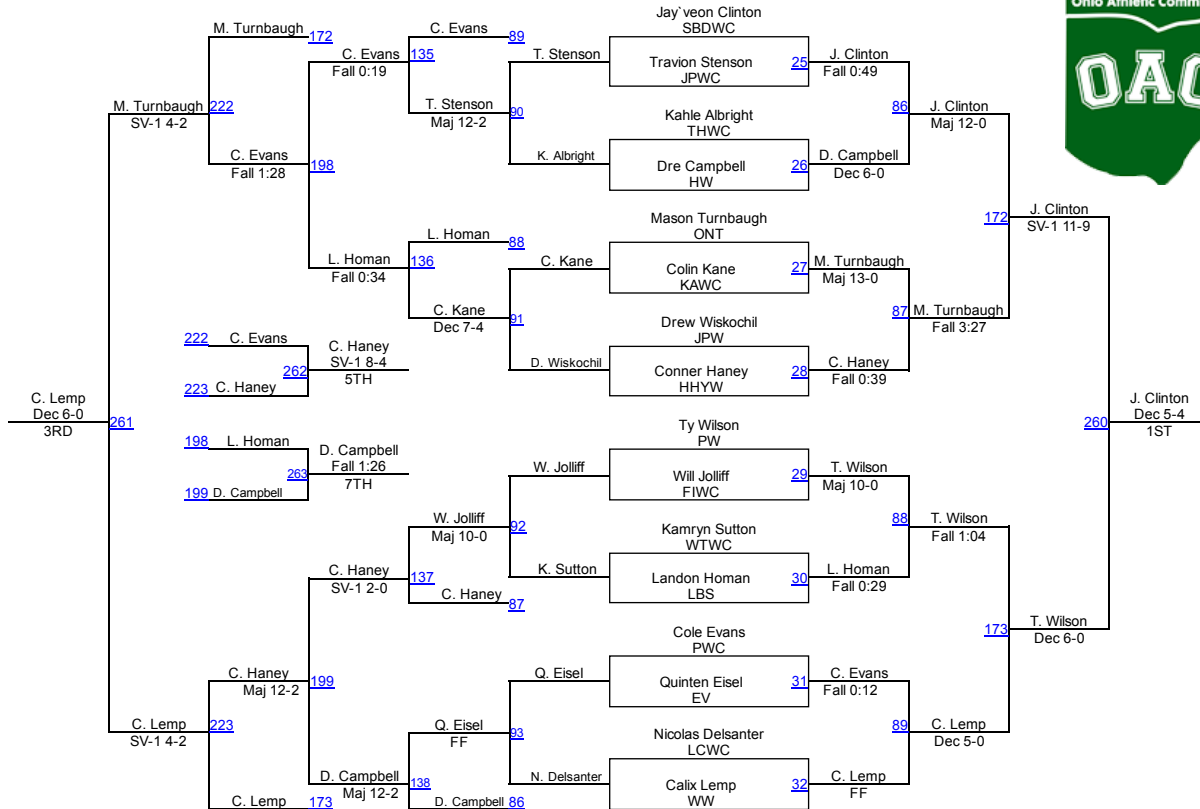 Ohio Athletic Comm
OAC
M. Turnbaugh 172
M. Turnbaugh 222
SV-1 4-2
C. Evans
Fall 1:28
198
C. Evans
Fall 0:19
135
C. Evans 89
T. Stenson
Maj 12-2
90
T. Stenson
K. Albright
L. Homan
Fall 0:34
136
L. Homan 88
C. Kane
Dec 7-4
91
C. Kane
D. Wiskochil
222 C. Evans
223 C. Haney
262
C. Haney
SV-1 8-4
5TH
C. Lemp
Dec 6-0
3RD
261
198 L. Homan
199 D. Campbell
263
D. Campbell
Fall 1:26
7TH
W. Jolliff
Maj 10-0
92
W. Jolliff
K. Sutton
C. Haney
SV-1 2-0
137
C. Haney 87
C. Haney
Maj 12-2
199
C. Lemp
SV-1 4-2
223
C. Lemp 173
D. Campbell
Maj 12-2
138
Q. Eisel
FF
93
Q. Eisel
N. Delsanter
D. Campbell 86
Jay`veon Clinton
SBDWC
Travion Stenson 25
JPWC
Kahle Albright
THWC
Dre Campbell 26
HW
Mason Turnbaugh
ONT
Colin Kane 27
KAWC
Drew Wiskochil
JPW
Conner Haney 28
HHYW
Ty Wilson
PW
Will Jolliff 29
FIWC
Kamryn Sutton
WTWC
Landon Homan 30
LBS
Cole Evans
PWC
Quinten Eisel 31
EV
Nicolas Delsanter
LCWC
Calix Lemp 32
WW
J. Clinton
Fall 0:49
86
D. Campbell
Dec 6-0
J. Clinton
Maj 12-0
M. Turnbaugh
Maj 13-0
87
C. Haney
Fall 0:39
M. Turnbaugh
Fall 3:27
172
J. Clinton
SV-1 11-9
T. Wilson
Maj 10-0
88
L. Homan
Fall 0:29
T. Wilson
Fall 1:04
C. Evans
Fall 0:12
89
C. Lemp
FF
C. Lemp
Dec 5-0
173
T. Wilson
Dec 6-0
260
J. Clinton
Dec 5-4
1ST